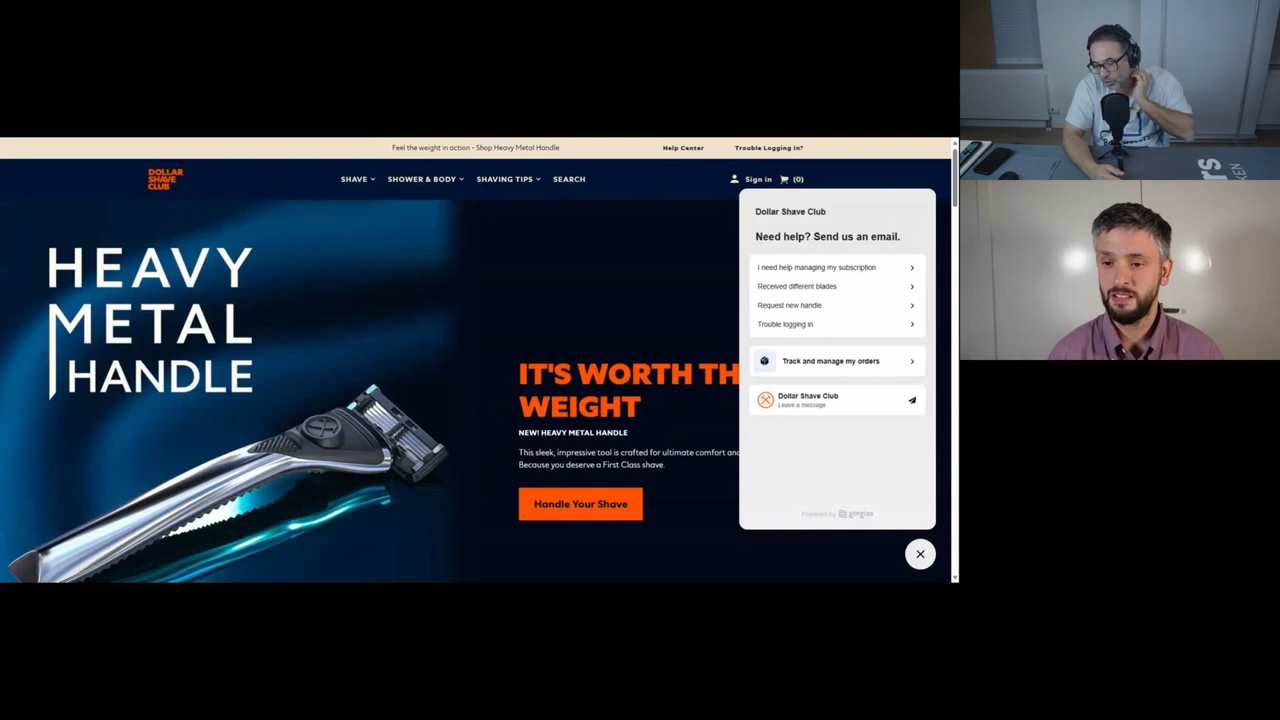 Feel the weight in action - Shop Heavy Metal Handle
Help Center
Trouble Logging In?
DOLLAR
SHAVE
CLUB
SHAVE
SHOWER & BODY
SHAVING TIPS
SEARCH
Sign in
(0)
HEAVY
METAL
HANDLE
IT'S WORTH TH
WEIGHT
NEW! HEAVY METAL HANDLE
This sleek, impressive tool is crafted for ultimate comfort and
Because you deserve a First Class shave.
Handle Your Shave
Dollar Shave Club
Need help? Send us an email.
I need help managing my subscription
Received different blades
Request new handle
Trouble logging in
Track and manage my orders
Dollar Shave Club
Leave a message
Powered by gorgias